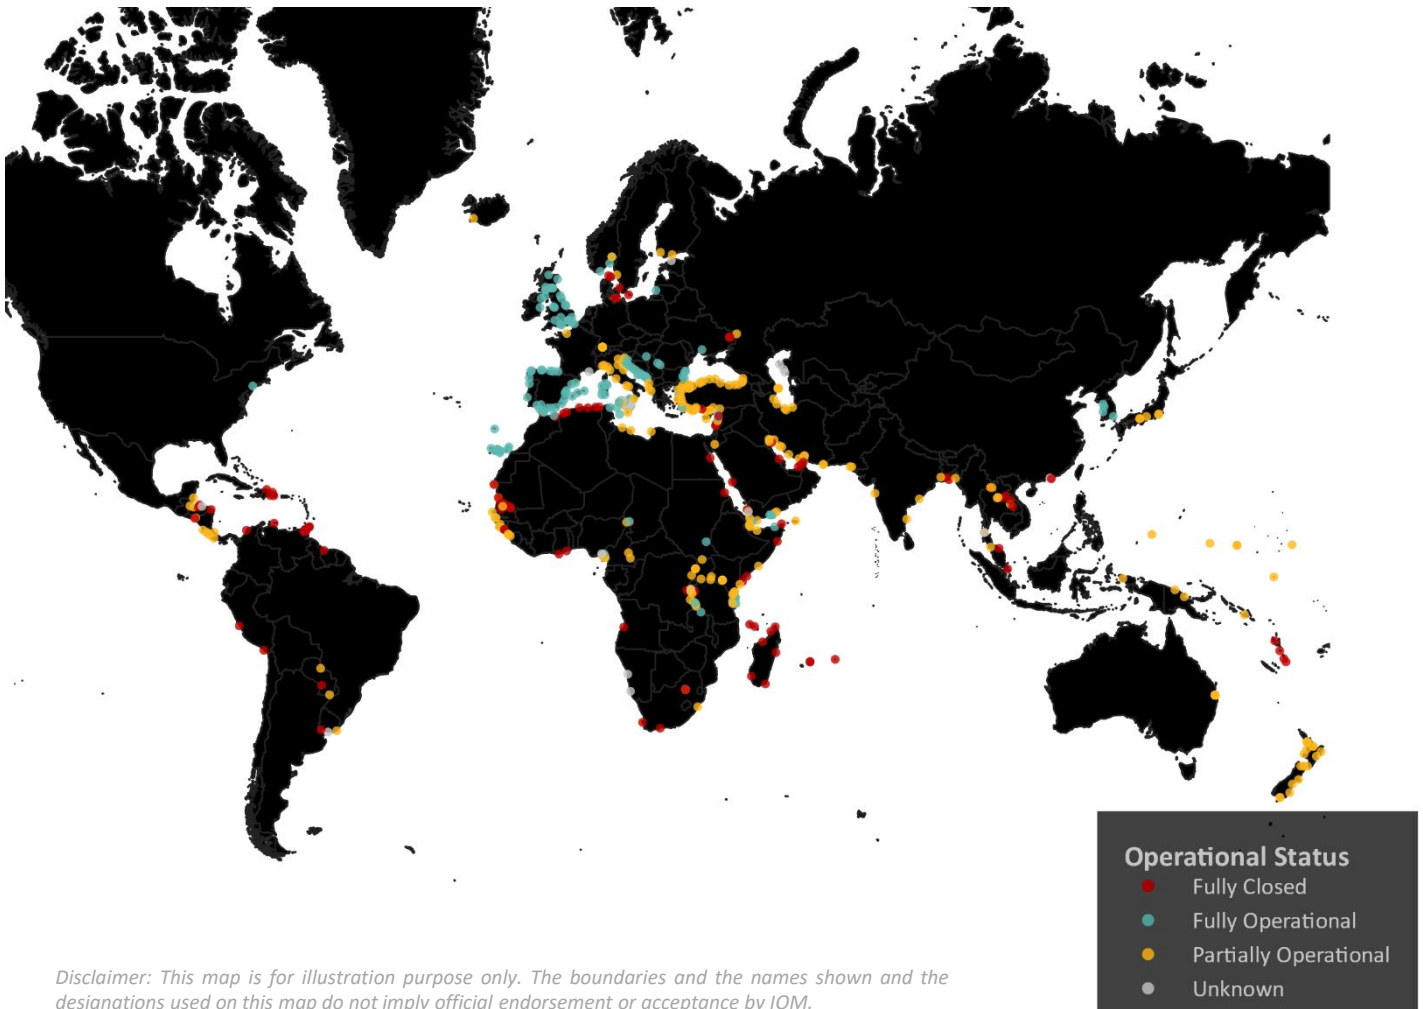 Operational Status
Fully Closed
Fully Operational
Partially Operational
Unknown
Disclaimer: This map is for illustration purpose only. The boundaries and the names shown and the
designations used on this map do not imply official endorsement or acceptance by IOM.